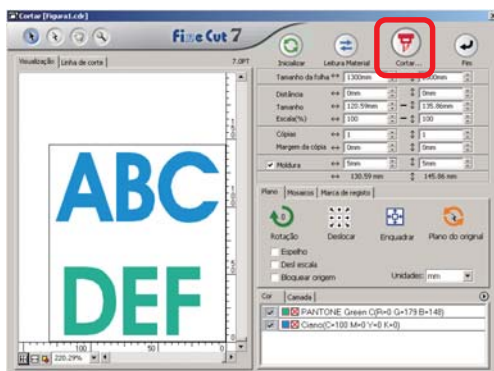 Cortar [Figura1.cdr]
Fine Cut 7
Inicializar
Leitura Material
Cortar...
Fim
Visualização
Linha de corte
7.0PT
Tamanho da folha
1300mm
Distância
0mm
0mm
Tamanho
120.59mm
135.86mm
Escala(%)
100
100
Cópias
1
1
Margem da cópia
0mm
0mm
Moldura
5mm
5mm
130.59 mm
145.86 mm
Plano
Mosaicos
Marca de registo
Rotação
Deslocar
Enquadrar
Plano do original
Espelho
Desl escala
Bloquear origem
Unidades:
mm
Cor
Camada
PANTONE Green C(R=0 G=179 B=148)
Ciano(C=100 M=0 Y=0 K=0)
ABC
DEF
100
50
0
220.29%